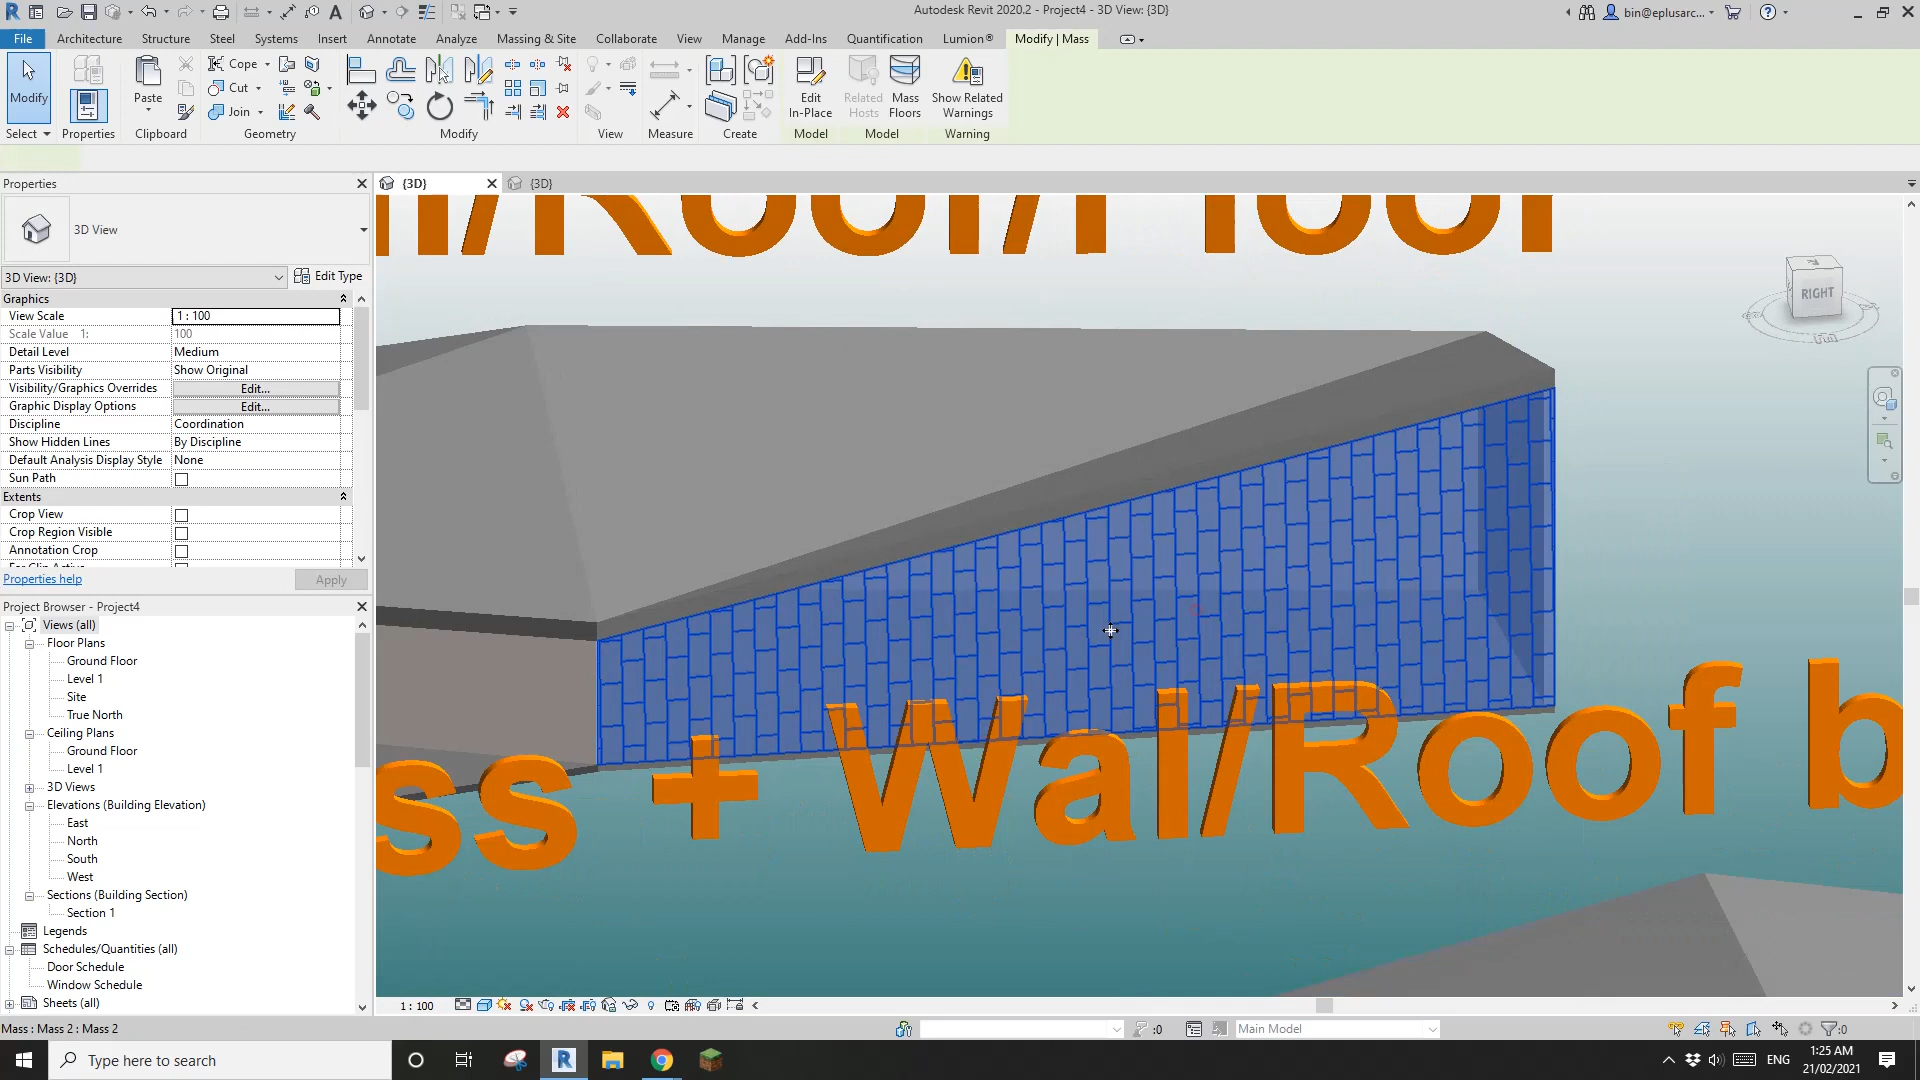 Autodesk Revit 2020.2 - Project4 - 3D View: {3D}
bin@eplusarc...
File Architecture Structure Steel Systems Insert Annotate Analyze Massing & Site Collaborate View Manage Add-Ins Quantification Lumion® Modify | Mass
Modify
Paste
Cope
Cut
Join
Edit
In-Place
Related
Hosts
Mass
Floors
Show Related
Warnings
Select Properties Clipboard Geometry Modify View Measure Create Model Model Warning
Properties
{3D}
{3D}
3D View
3D View: {3D}
Edit Type
Graphics
View Scale 1 : 100
Scale Value 1: 100
Detail Level Medium
Parts Visibility Show Original
Visibility/Graphics Overrides Edit...
Graphic Display Options Edit...
Discipline Coordination
Show Hidden Lines By Discipline
Default Analysis Display Style None
Sun Path
Extents
Crop View
Crop Region Visible
Annotation Crop
Properties help Apply
Project Browser - Project4
Views (all)
Floor Plans
Ground Floor
Level 1
Site
True North
Ceiling Plans
Ground Floor
Level 1
3D Views
Elevations (Building Elevation)
East
North
South
West
Sections (Building Section)
Section 1
Legends
Schedules/Quantities (all)
Door Schedule
Window Schedule
Sheets (all)
l/Roof/Floor
RIGHT
ss + Wal/Roof b
1 : 100
Mass : Mass 2 : Mass 2
:0
Main Model
:0
Type here to search
ENG
1:25 AM
21/02/2021